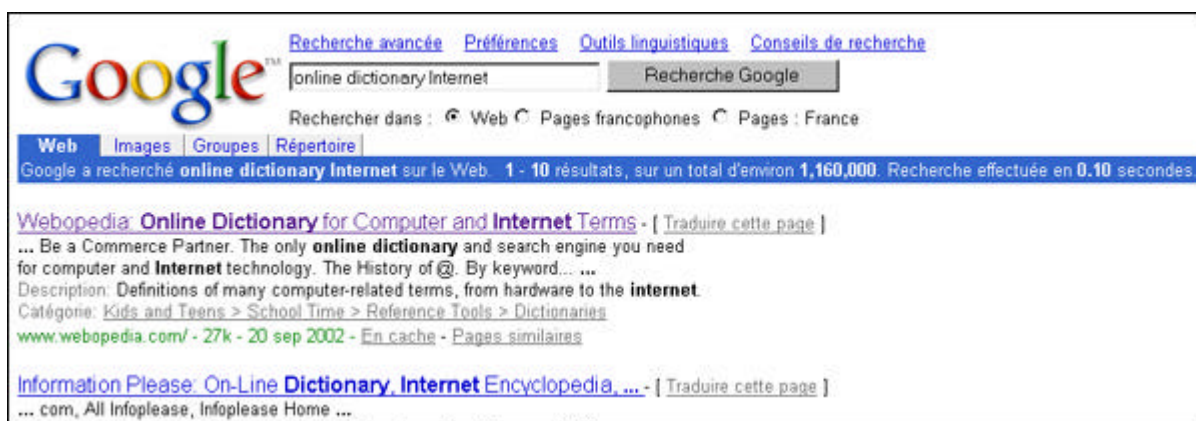 Google™
Recherche avancée Préférences Outils linguistiques Conseils de recherche
online dictionary Internet Recherche Google
Rechercher dans : Web Pages francophones Pages : France
Web Images Groupes Répertoire
Google a recherché online dictionary Internet sur le Web. 1 - 10 résultats, sur un total d'environ 1,160,000. Recherche effectuée en 0.10 secondes.
Webopedia: Online Dictionary for Computer and Internet Terms - [ Traduire cette page ]
... Be a Commerce Partner. The only online dictionary and search engine you need
for computer and Internet technology. The History of @. By keyword... ...
Description: Definitions of many computer-related terms, from hardware to the internet.
Catégorie: Kids and Teens > School Time > Reference Tools > Dictionaries
www.webopedia.com/ - 27k - 20 sep 2002 - En cache - Pages similaires
Information Please: On-Line Dictionary, Internet Encyclopedia, ... - [ Traduire cette page ]
... com, All Infoplease, Infoplease Home ...